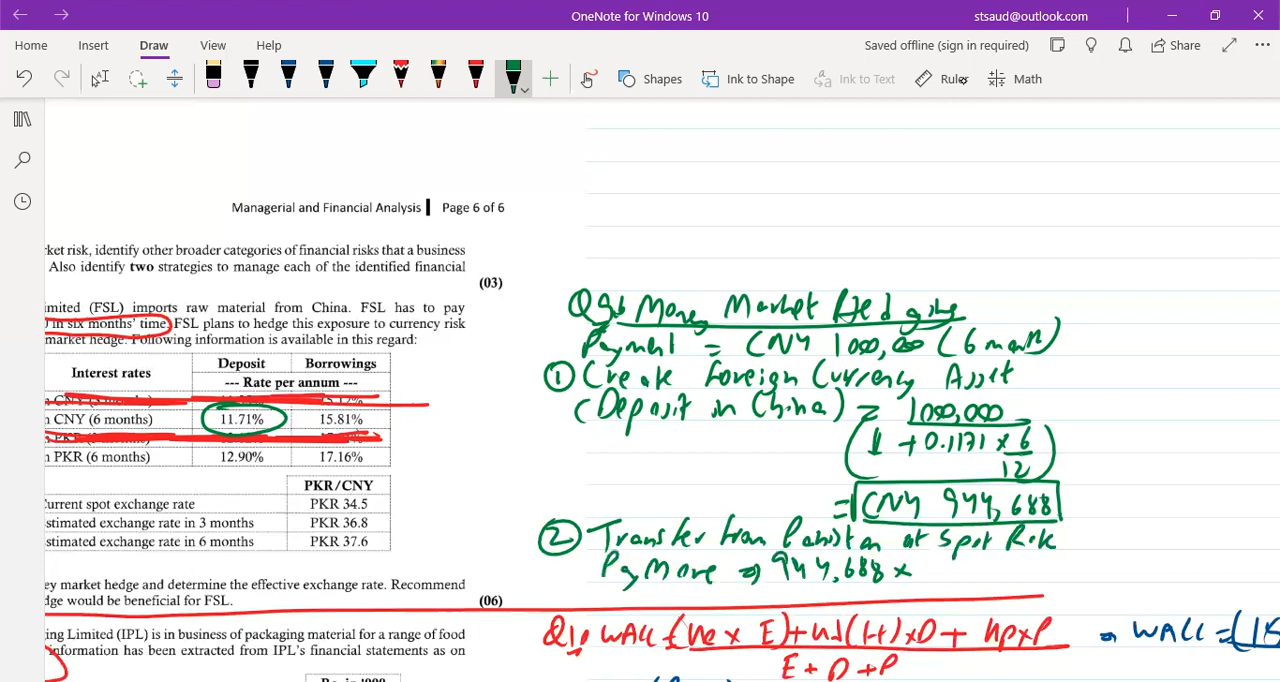 OneNote for Windows 10
stsaud@outlook.com
Home Insert Draw View Help
Saved offline (sign in required)
Share
Shapes
Ink to Shape
Ink to Text
Ruler
Math
Managerial and Financial Analysis | Page 6 of 6
ket risk, identify other broader categories of financial risks that a business
Also identify two strategies to manage each of the identified financial
(03)
imited (FSL) imports raw material from China. FSL has to pay
0 in six months' time. FSL plans to hedge this exposure to currency risk
market hedge. Following information is available in this regard:
Interest rates Deposit Borrowings
--- Rate per annum ---
n CNY (6 months) 11.71% 15.81%
n PKR (6 months) 12.90% 17.16%
PKR/CNY
Current spot exchange rate PKR 34.5
Estimated exchange rate in 3 months PKR 36.8
Estimated exchange rate in 6 months PKR 37.6
ey market hedge and determine the effective exchange rate. Recommend
dge would be beneficial for FSL.
(06)
ing Limited (IPL) is in business of packaging material for a range of food
information has been extracted from IPL's financial statements as on
Rs. in '000
Q9b Money Market Hedging
Payment = CNY 1000,000 (6 month)
① Create Foreign Currency Asset
(Deposit in China) = 1000,000
(1 + 0.1171 x 6
12)
= CNY 944,688
② Transfer from Pakistan at Spot
Pay More ⇒ 944,688 x
Q10 WACC = (Ke x E) + Kd(1-t) x D + Kp x P
E + D + P
⇒ WACC =